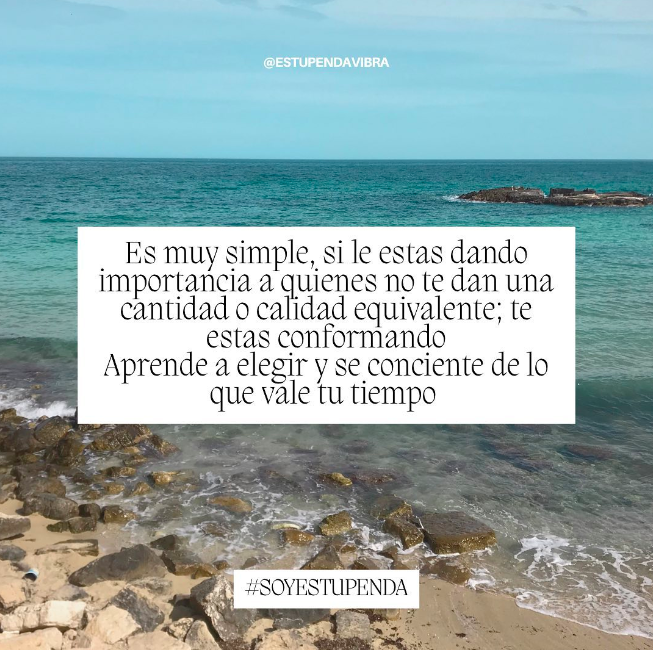 @ESTUPENDAVIBRA
Es muy simple, si le estas dando
importancia a quienes no te dan una
cantidad o calidad equivalente; te
estas conformando
Aprende a elegir y se conciente de lo
que vale tu tiempo
#SOYESTUPENDA